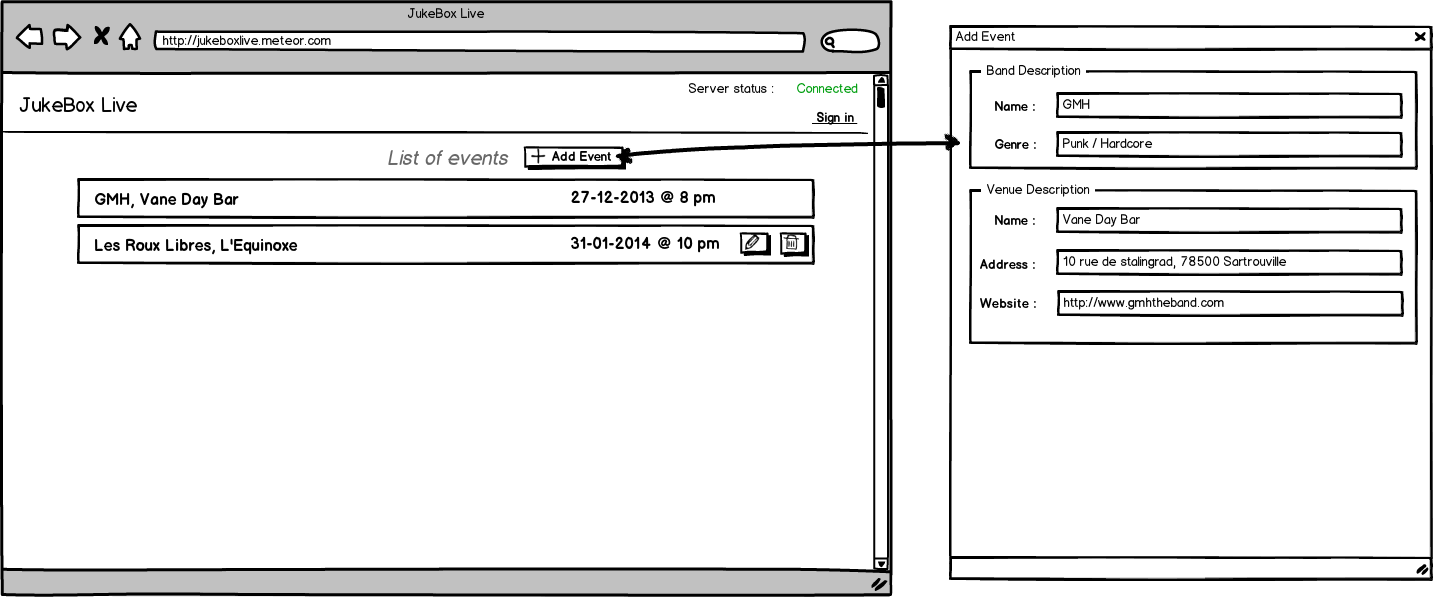 JukeBox Live
http://jukeboxlive.meteor.com
Server status : Connected
JukeBox Live
Sign in
List of events
+ Add Event
GMH, Vane Day Bar 27-12-2013 @ 8 pm
Les Roux Libres, L'Equinoxe 31-01-2014 @ 10 pm
Add Event
Band Description
Name : GMH
Genre : Punk / Hardcore
Venue Description
Name : Vane Day Bar
Address : 10 rue de stalingrad, 78500 Sartrouville
Website : http://www.gmhtheband.com